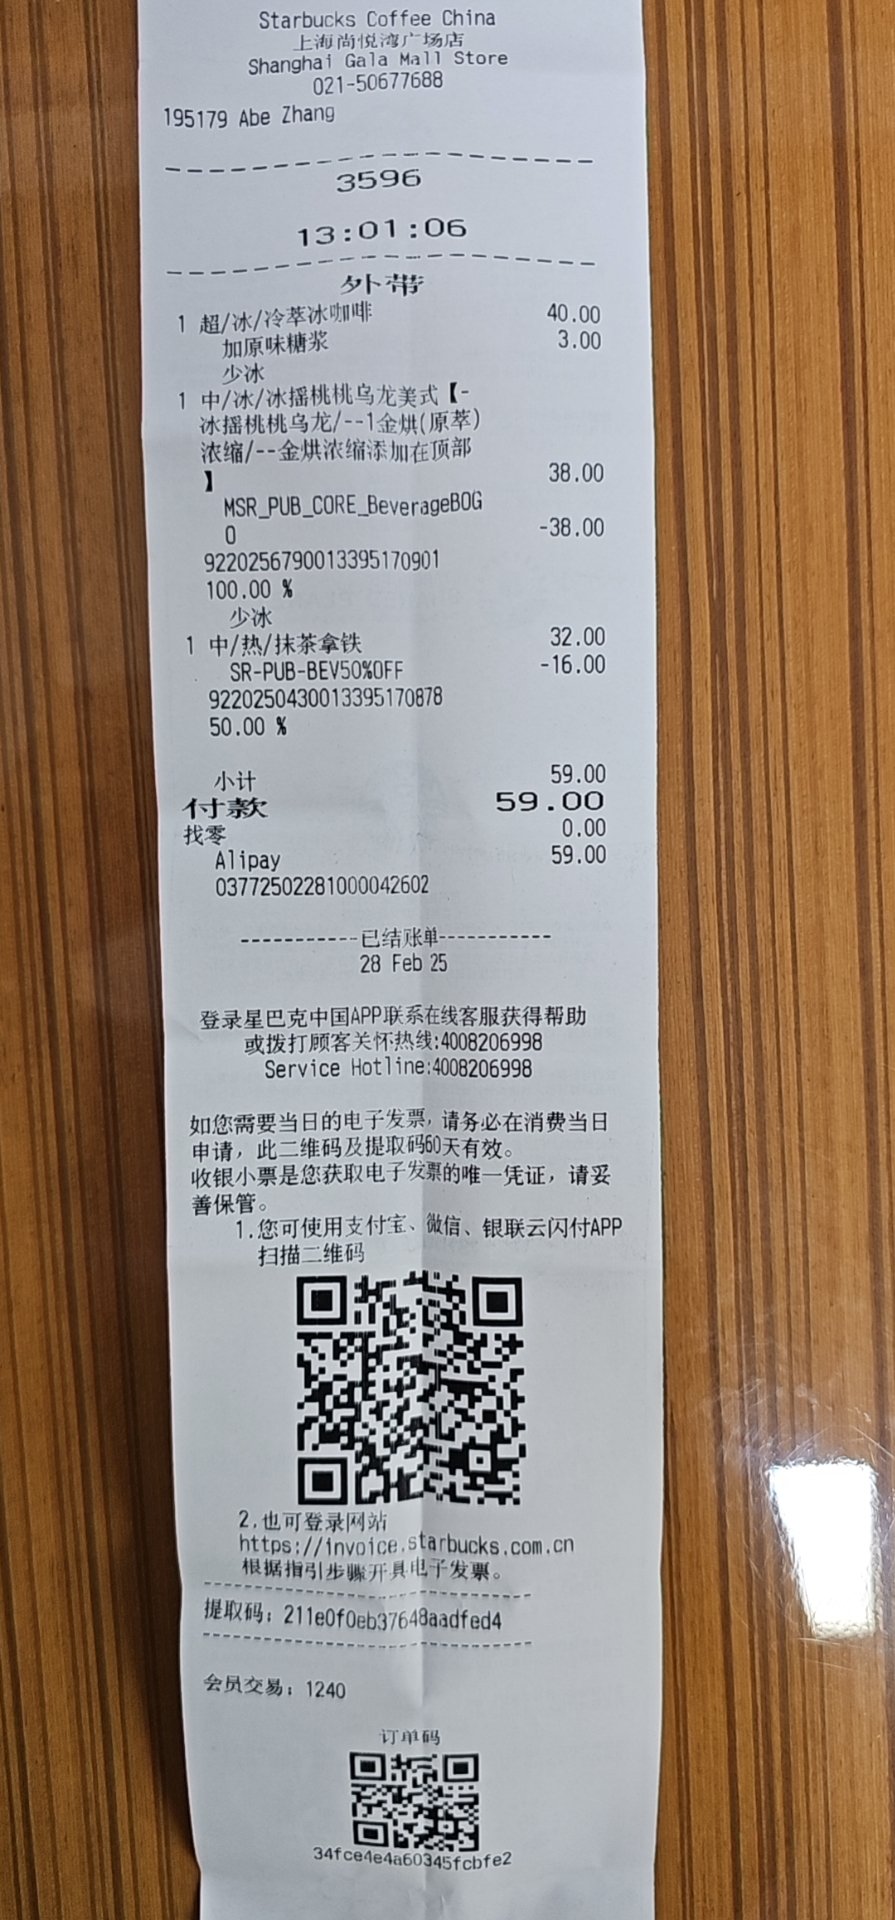 Starbucks Coffee China
上海尚悦湾广场店
Shanghai Gala Mall Store
021-50677688
195179 Abe Zhang
3596
13:01:06
外带
1 超/冰/冷萃冰咖啡 40.00
加原味糖浆 3.00
少冰
1 中/冰/冰摇桃桃乌龙美式【-
冰摇桃桃乌龙/--1金烘(原萃)
浓缩/--金烘浓缩添加在顶部
】 38.00
MSR_PUB_CORE_BeverageBOG
O -38.00
9220256790013395170901
100.00 %
少冰
1 中/热/抹茶拿铁 32.00
SR-PUB-BEV50%OFF -16.00
9220250430013395170878
50.00 %
小计 59.00
付款 59.00
找零 0.00
Alipay 59.00
03772502281000042602
-----------已结账单-----------
28 Feb 25
登录星巴克中国APP联系在线客服获得帮助
或拨打顾客关怀热线:4008206998
Service Hotline:4008206998
如您需要当日的电子发票,请务必在消费当日
申请，此二维码及提取码60天有效。
收银小票是您获取电子发票的唯一凭证，请妥
善保管。
1.您可使用支付宝、微信、银联云闪付APP
扫描二维码
2.也可登录网站
https://invoice.starbucks.com.cn
根据指引步骤开具电子发票。
提取码：211e0f0eb37648aadfed4
会员交易：1240
订单码
34fce4e4a60345fcbfe2